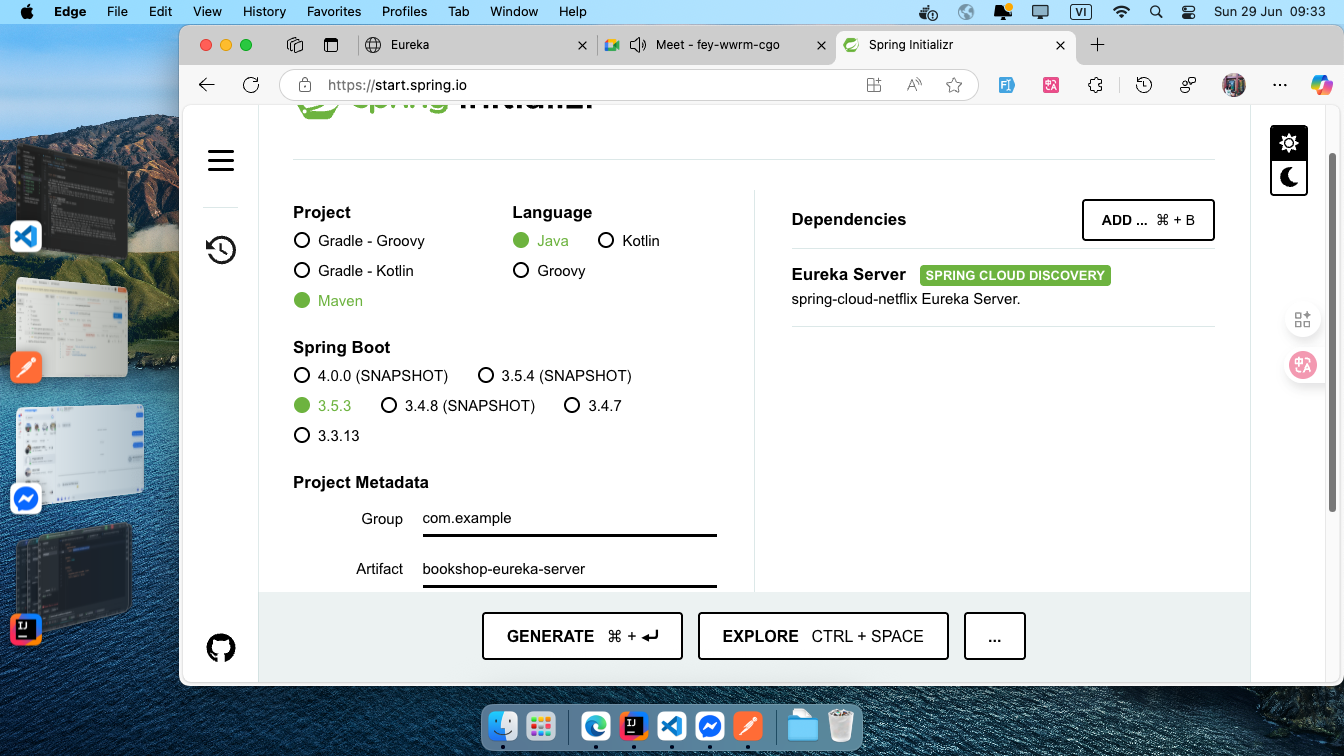 Edge File Edit View History Favorites Profiles Tab Window Help VI Sun 29 Jun 09:33
Eureka Meet - fey-wwrm-cgo Spring Initializr
https://start.spring.io
spring initializr
Project
Gradle - Groovy
Gradle - Kotlin
Maven
Language
Java Kotlin
Groovy
Spring Boot
4.0.0 (SNAPSHOT) 3.5.4 (SNAPSHOT)
3.5.3 3.4.8 (SNAPSHOT) 3.4.7
3.3.13
Project Metadata
Group com.example
Artifact bookshop-eureka-server
Dependencies ADD ... ⌘ + B
Eureka Server SPRING CLOUD DISCOVERY
spring-cloud-netflix Eureka Server.
GENERATE ⌘ + ⏎ EXPLORE CTRL + SPACE ...